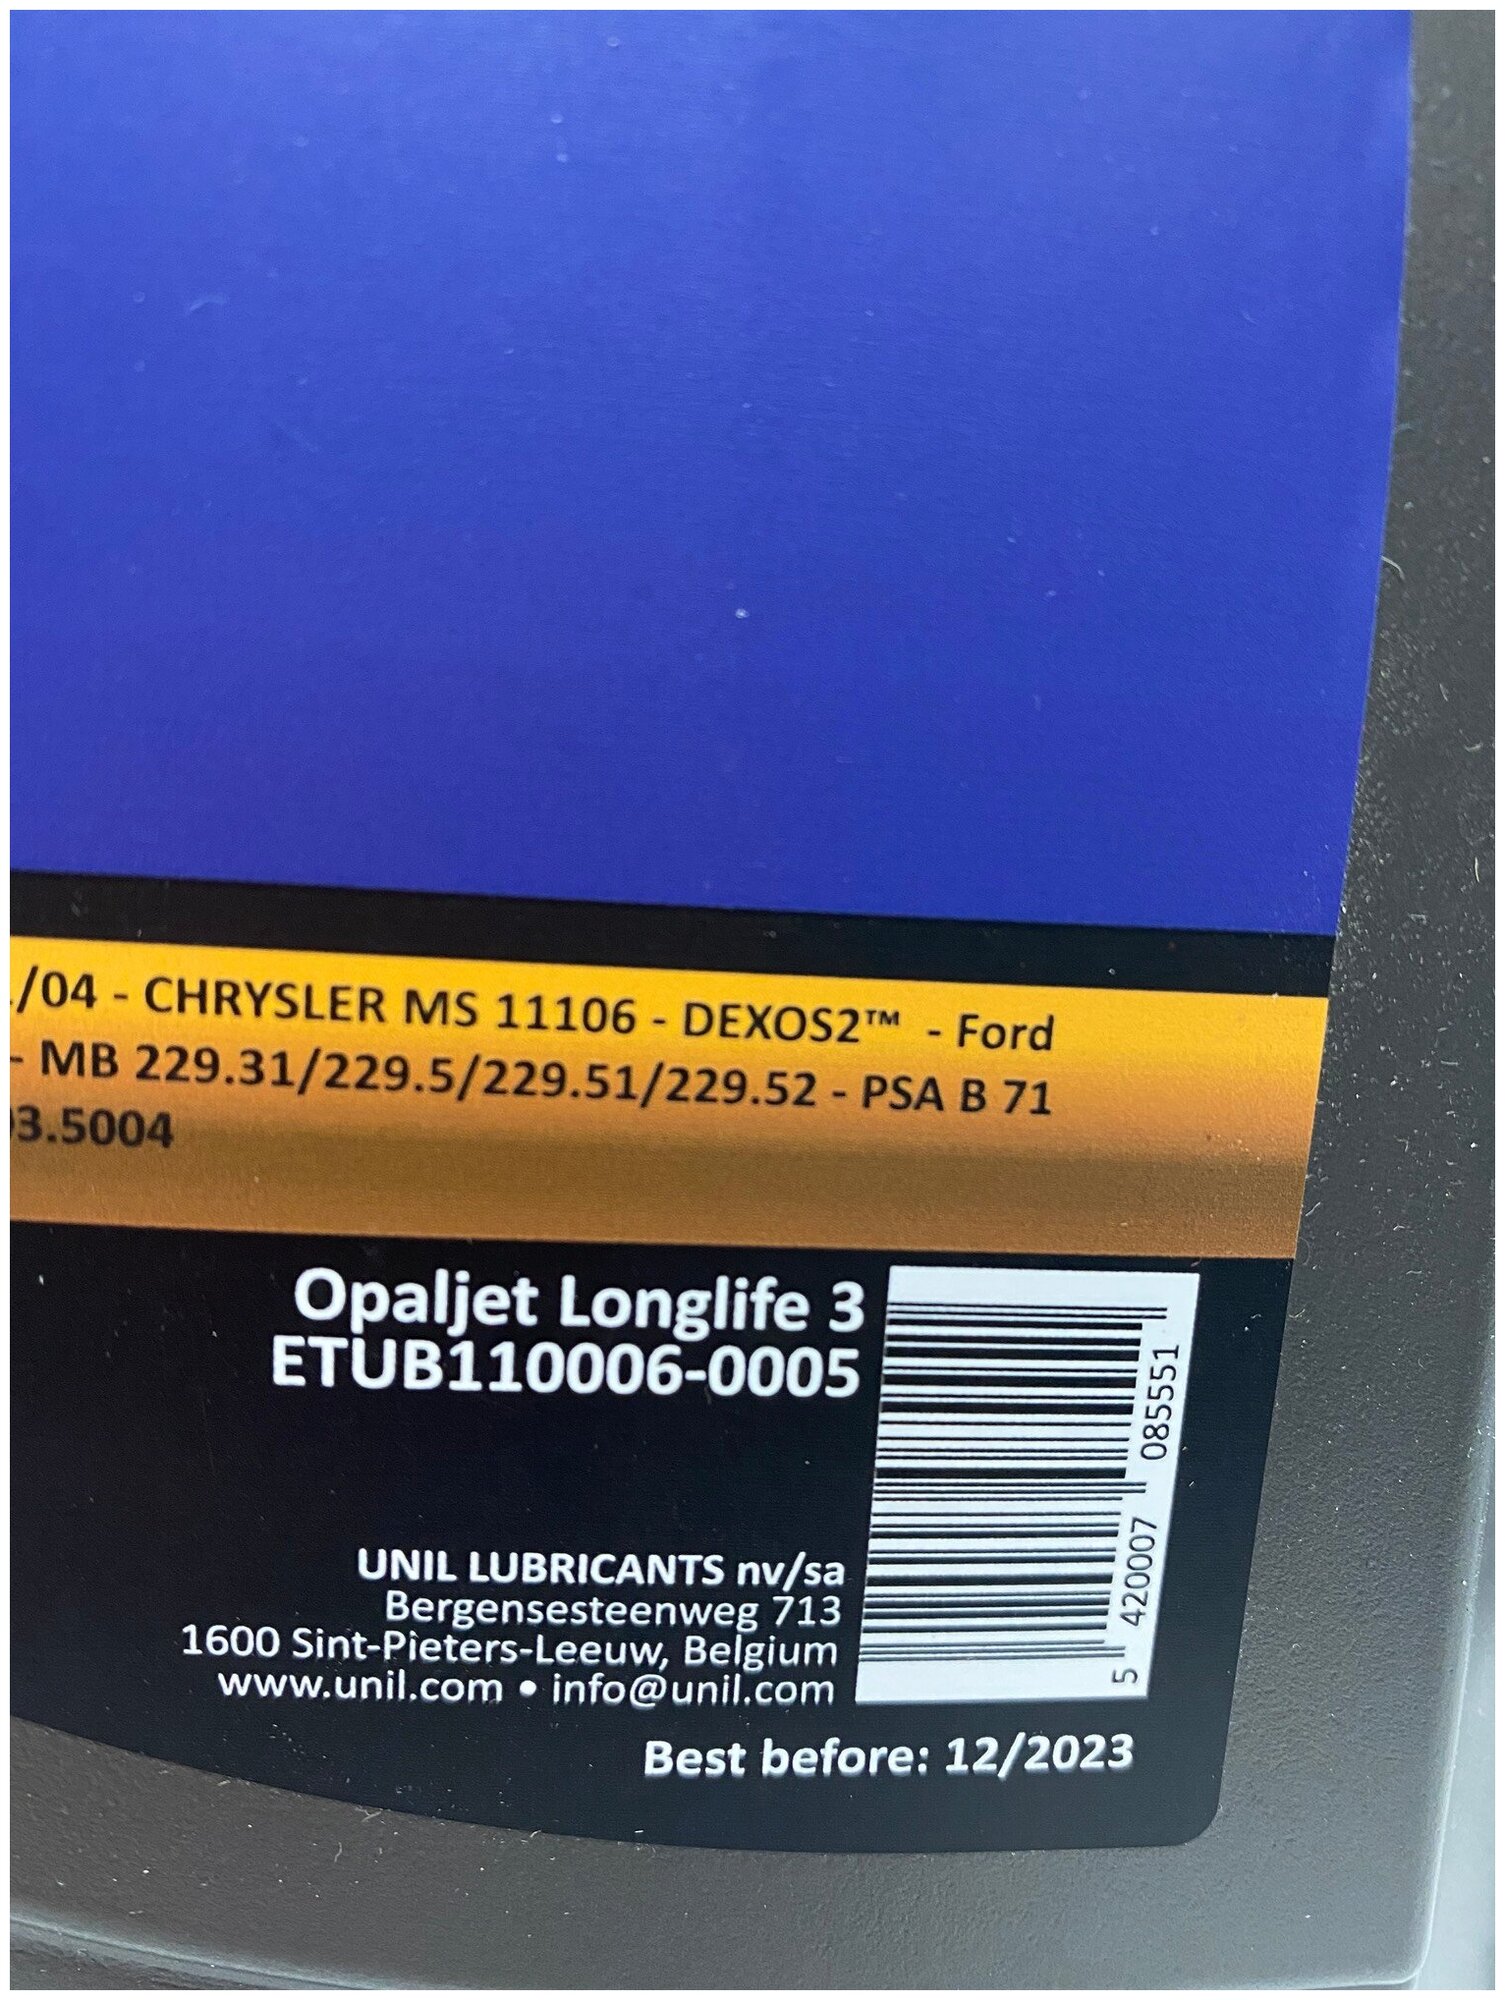 /04 - CHRYSLER MS 11106 - DEXOS2™ - Ford
- MB 229.31/229.5/229.51/229.52 - PSA B 71
3.5004
Opaljet Longlife 3
ETUB110006-0005
UNIL LUBRICANTS nv/sa
Bergensesteenweg 713
1600 Sint-Pieters-Leeuw, Belgium
www.unil.com • info@unil.com
5 420007 085551
Best before: 12/2023